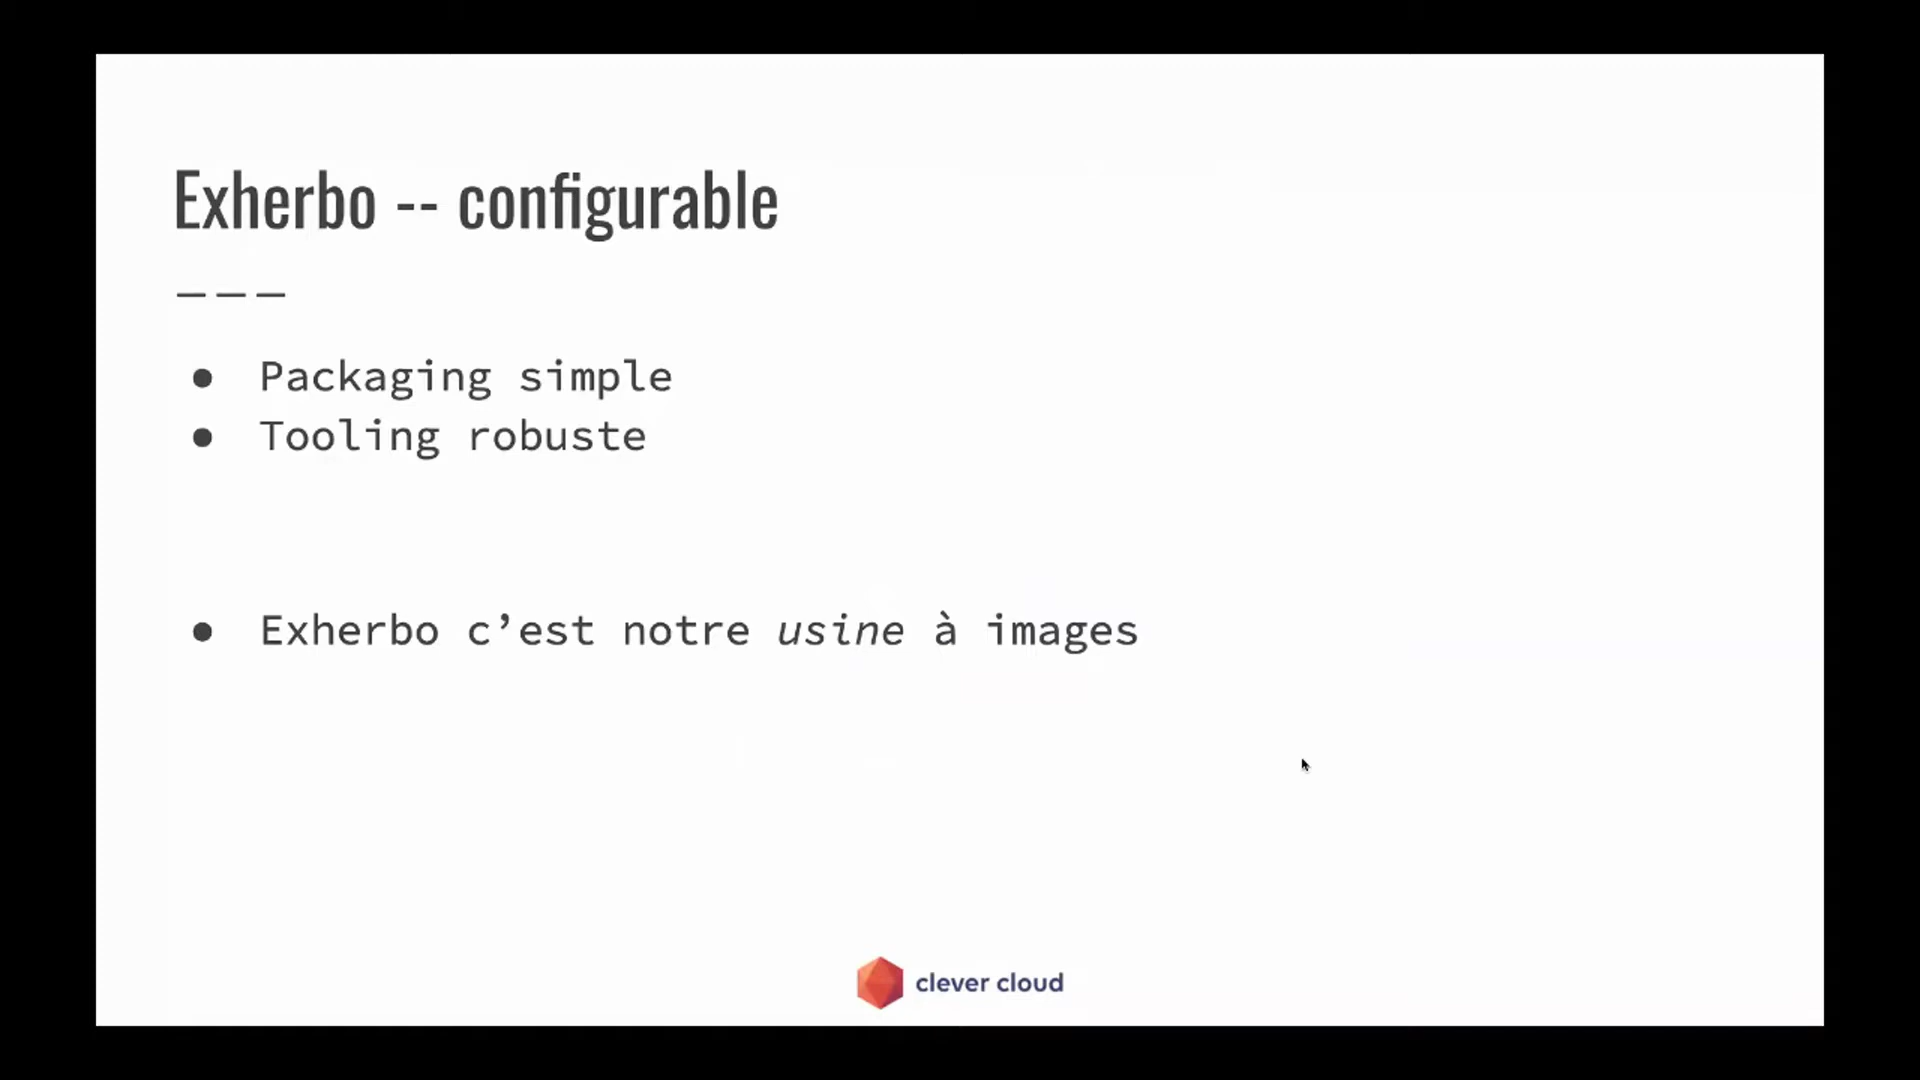 Exherbo -- configurable
———
● Packaging simple
● Tooling robuste
● Exherbo c’est notre usine à images
clever cloud